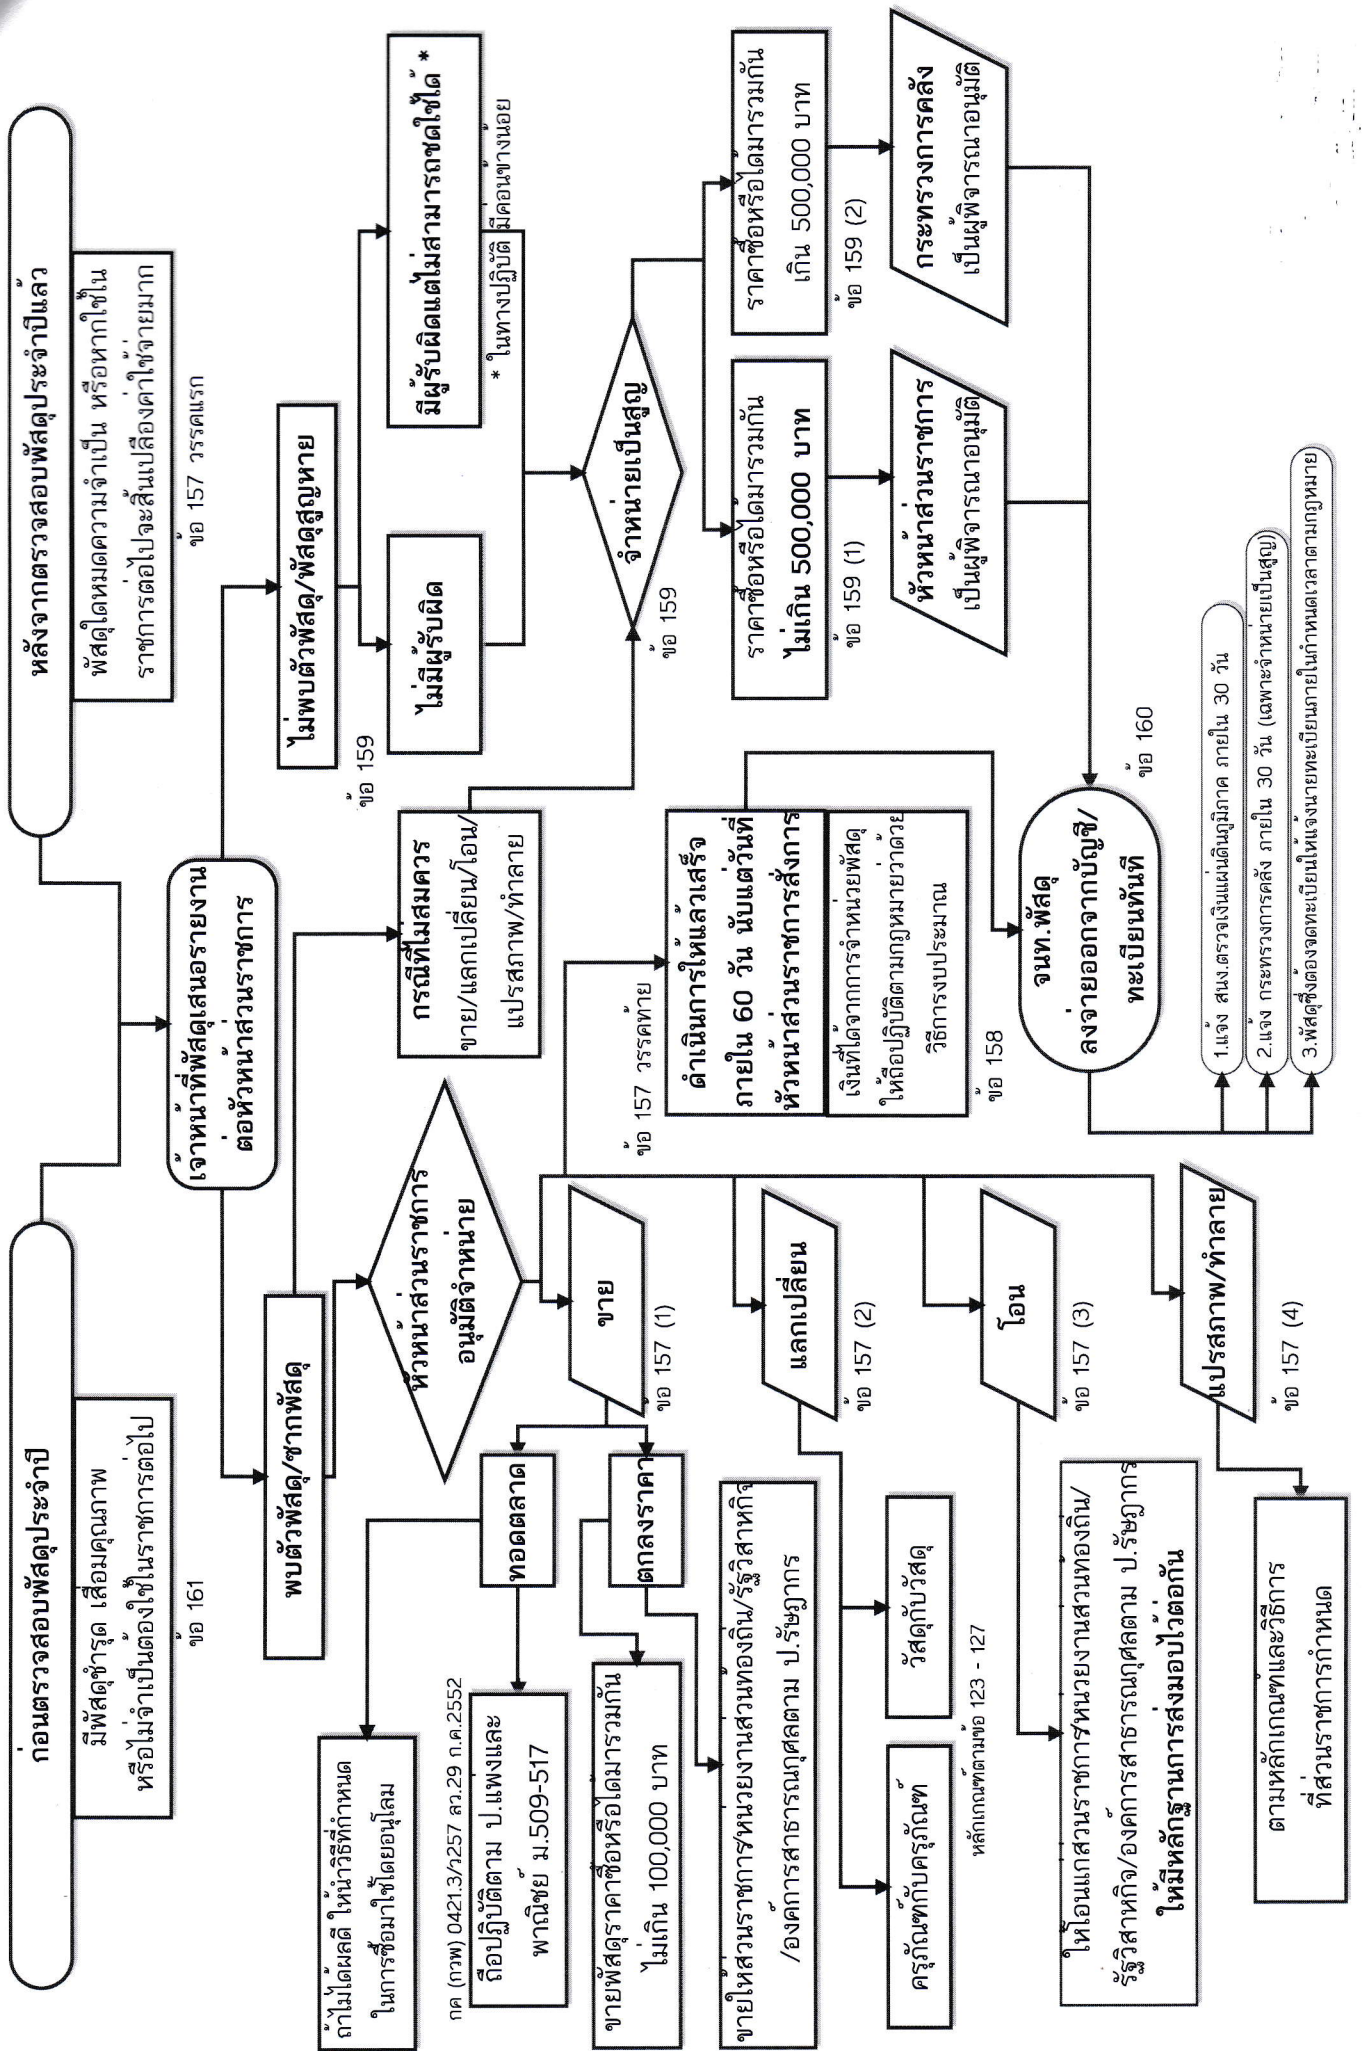 ก่อนตรวจสอบพัสดุประจำปี
มีพัสดุชำรุด เสื่อมคุณภาพ
หรือไม่จำเป็นต้องใช้ในราชการต่อไป
ข้อ 161
หลังจากตรวจสอบพัสดุประจำปีแล้ว
พัสดุใดหมดความจำเป็น หรือหากใช้ใน
ราชการต่อไปจะสิ้นเปลืองค่าใช้จ่ายมาก
ข้อ 157 วรรคแรก
เจ้าหน้าที่พัสดุเสนอรายงาน
ต่อหัวหน้าส่วนราชการ
พบตัวพัสดุ/ซากพัสดุ
ไม่พบตัวพัสดุ/พัสดุสูญหาย
ข้อ 159
หัวหน้าส่วนราชการ
อนุมัติจำหน่าย
กรณีที่ไม่สมควร
ขาย/แลกเปลี่ยน/โอน/
แปรสภาพ/ทำลาย
ไม่มีผู้รับผิด
มีผู้รับผิดแต่ไม่สามารถชดใช้ได้ *
* ในทางปฏิบัติ มีค่อนข้างน้อย
จำหน่ายเป็นสูญ
ข้อ 159
ราคาซื้อหรือได้มารวมกัน
ไม่เกิน 500,000 บาท
ข้อ 159 (1)
ราคาซื้อหรือได้มารวมกัน
เกิน 500,000 บาท
ข้อ 159 (2)
หัวหน้าส่วนราชการ
เป็นผู้พิจารณาอนุมัติ
กระทรวงการคลัง
เป็นผู้พิจารณาอนุมัติ
ถ้าไม่ได้ผลดี ให้นำวิธีที่กำหนด
ในการซื้อมาใช้โดยอนุโลม
กค (กวพ) 0421.3/ว257 ลว.29 ก.ค.2552
ถือปฏิบัติตาม ป.แพ่งและ
พาณิชย์ ม.509-517
ทอดตลาด
ตกลงราคา
ขายพัสดุราคาซื้อหรือได้มารวมกัน
ไม่เกิน 100,000 บาท
ขายให้ส่วนราชการ/หน่วยงานส่วนท้องถิ่น/รัฐวิสาหกิจ
/องค์การสาธารณกุศลตาม ป.รัษฎากร
ขาย
ข้อ 157 (1)
ข้อ 157 วรรคท้าย
ดำเนินการให้แล้วเสร็จ
ภายใน 60 วัน นับแต่วันที่
หัวหน้าส่วนราชการสั่งการ
เงินที่ได้จากการจำหน่วยพัสดุ
ให้ถือปฏิบัติตามกฎหมายว่าด้วย
วิธีการงบประมาณ
ข้อ 158
แลกเปลี่ยน
ข้อ 157 (2)
ครุภัณฑ์กับครุภัณฑ์
วัสดุกับวัสดุ
หลักเกณฑ์ตามข้อ 123 - 127
โอน
ข้อ 157 (3)
ให้โอนแก่ส่วนราชการ/หน่วยงานส่วนท้องถิ่น/
รัฐวิสาหกิจ/องค์การสาธารณกุศลตาม ป.รัษฎากร
ให้มีหลักฐานการส่งมอบไว้ต่อกัน
แปรสภาพ/ทำลาย
ข้อ 157 (4)
ตามหลักเกณฑ์และวิธีการ
ที่ส่วนราชการกำหนด
จนท.พัสดุ
ลงจ่ายออกจากบัญชี/
ทะเบียนทันที
ข้อ 160
1.แจ้ง สนง.ตรวจเงินแผ่นดินภูมิภาค ภายใน 30 วัน
2.แจ้ง กระทรวงการคลัง ภายใน 30 วัน (เฉพาะจำหน่ายเป็นสูญ)
3.พัสดุซึ่งต้องจดทะเบียนให้แจ้งนายทะเบียนภายในกำหนดเวลาตามกฎหมาย